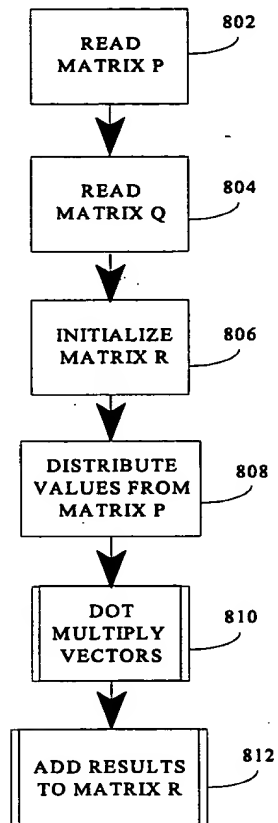 READ
MATRIX P
802
READ
MATRIX Q
804
INITIALIZE
MATRIX R
806
DISTRIBUTE
VALUES FROM
MATRIX P
808
DOT
MULTIPLY
VECTORS
810
ADD RESULTS
TO MATRIX R
812